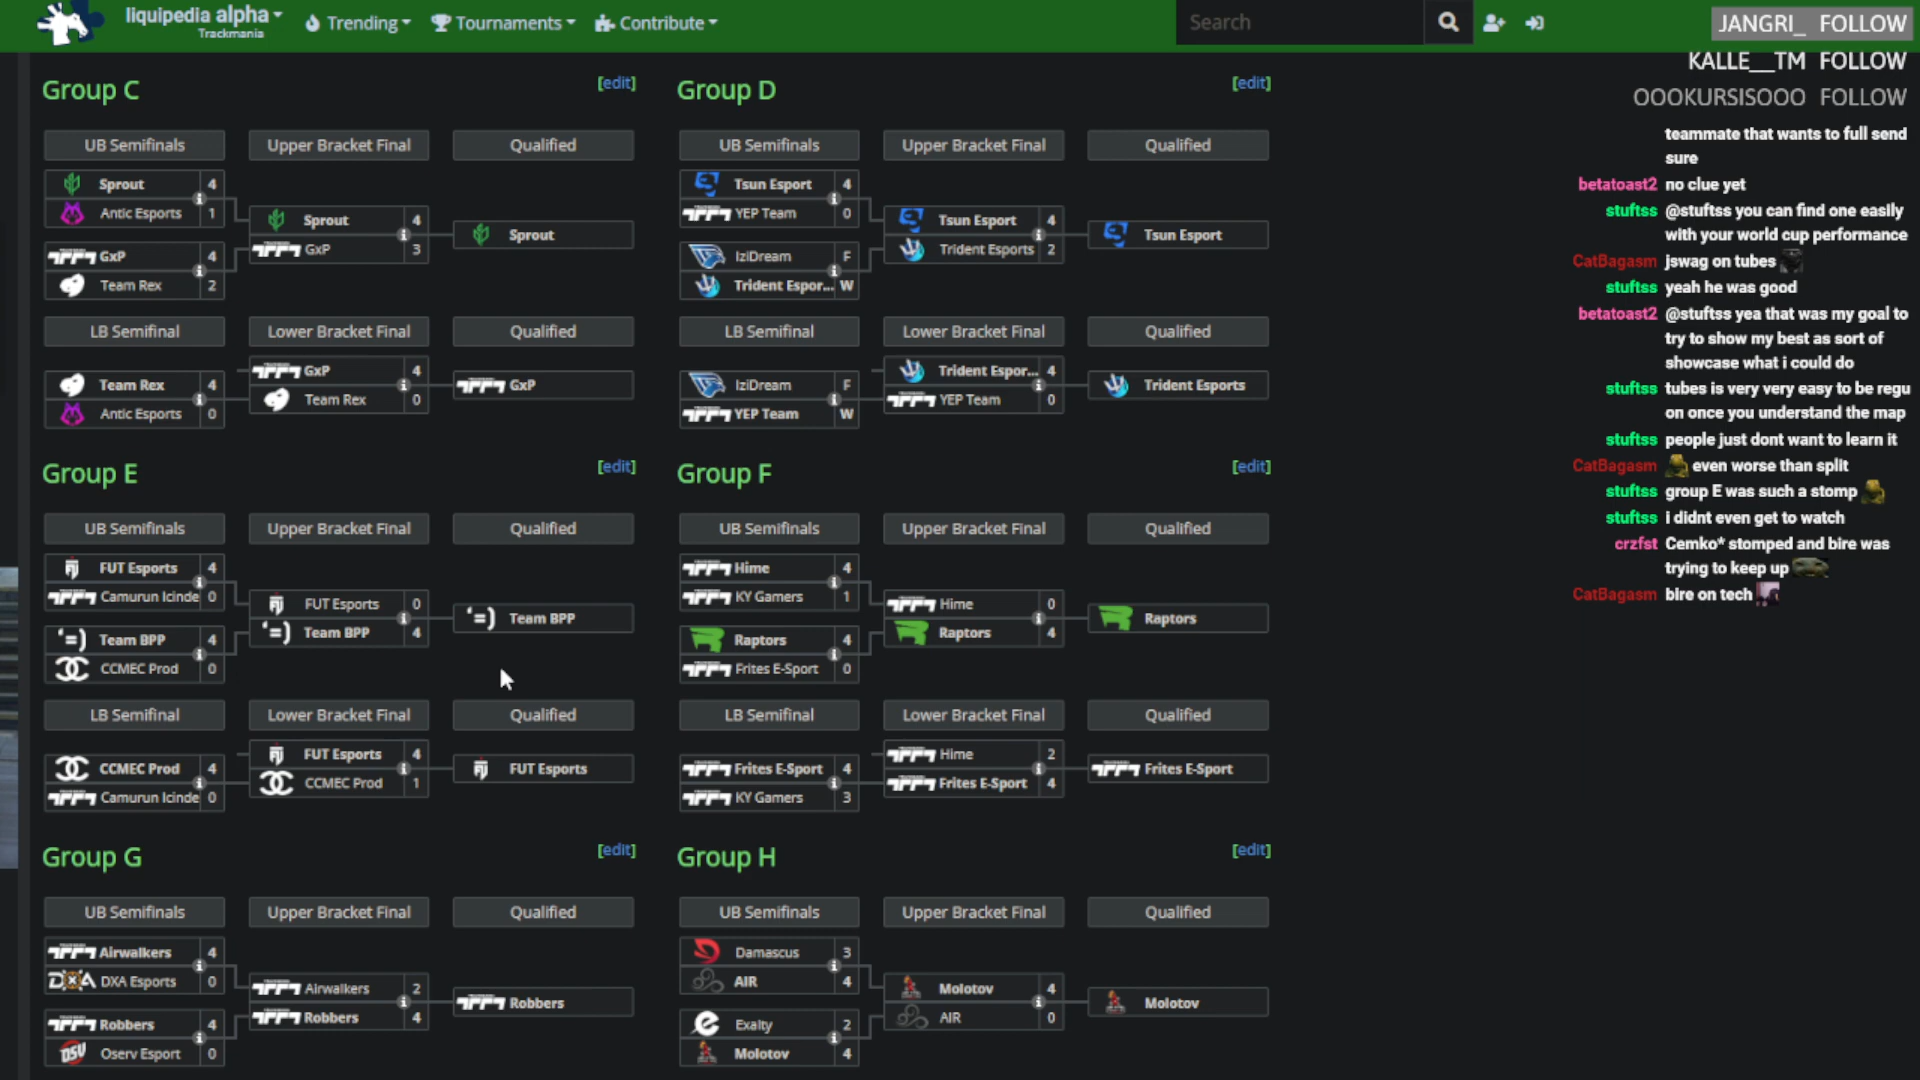 liquipedia alpha
Trackmania
Trending
Tournaments
Contribute
Search
JANGRI_ FOLLOW
KALLE__TM FOLLOW
OOOKURSISOOO FOLLOW
Group C
[edit]
UB Semifinals
Upper Bracket Final
Qualified
Sprout 4
Antic Esports 1
GxP 4
Team Rex 2
Sprout 4
GxP 3
Sprout
LB Semifinal
Lower Bracket Final
Qualified
Team Rex 4
Antic Esports 0
GxP 4
Team Rex 0
GxP
Group D
[edit]
UB Semifinals
Upper Bracket Final
Qualified
Tsun Esport 4
YEP Team 0
IziDream F
Trident Espor... W
Tsun Esport 4
Trident Esports 2
Tsun Esport
LB Semifinal
Lower Bracket Final
Qualified
IziDream F
YEP Team W
Trident Espor... 4
YEP Team 0
Trident Esports
Group E
[edit]
UB Semifinals
Upper Bracket Final
Qualified
FUT Esports 4
Camurun Icinde 0
'=) Team BPP 4
CCMEC Prod 0
FUT Esports 0
'=) Team BPP 4
'=) Team BPP
LB Semifinal
Lower Bracket Final
Qualified
CCMEC Prod 4
Camurun Icinde 0
FUT Esports 4
CCMEC Prod 1
FUT Esports
Group F
[edit]
UB Semifinals
Upper Bracket Final
Qualified
Hime 4
KY Gamers 1
Raptors 4
Frites E-Sport 0
Hime 0
Raptors 4
Raptors
LB Semifinal
Lower Bracket Final
Qualified
Frites E-Sport 4
KY Gamers 3
Hime 2
Frites E-Sport 4
Frites E-Sport
Group G
[edit]
UB Semifinals
Upper Bracket Final
Qualified
Airwalkers 4
DXA DXA Esports 0
Robbers 4
Oserv Esport 0
Airwalkers 2
Robbers 4
Robbers
Group H
[edit]
UB Semifinals
Upper Bracket Final
Qualified
Damascus 3
AIR 4
Exalty 2
Molotov 4
Molotov 4
AIR 0
Molotov
teammate that wants to full send
sure
betatoast2 no clue yet
stuftss @stuftss you can find one easily
with your world cup performance
CatBagasm jswag on tubes
stuftss yeah he was good
betatoast2 @stuftss yea that was my goal to
try to show my best as sort of
showcase what i could do
stuftss tubes is very very easy to be regu
on once you understand the map
stuftss people just dont want to learn it
CatBagasm even worse than split
stuftss group E was such a stomp
stuftss i didnt even get to watch
crzfst Cemko* stomped and bire was
trying to keep up
CatBagasm bire on tech